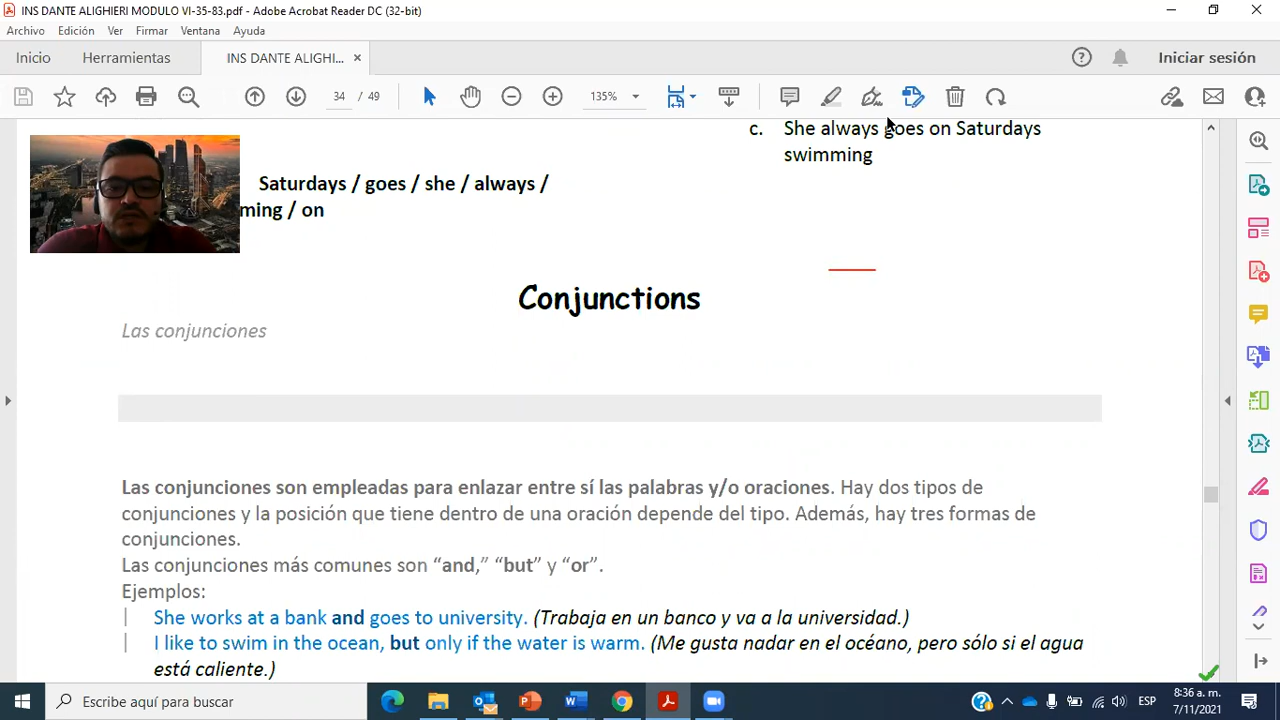 INS DANTE ALIGHIERI MODULO VI-35-83.pdf - Adobe Acrobat Reader DC (32-bit)
Archivo Edición Ver Firmar Ventana Ayuda
Inicio Herramientas INS DANTE ALIGHI... × Iniciar sesión
34 / 49 135%
c. She always goes on Saturdays
swimming
Saturdays / goes / she / always /
ming / on
Conjunctions
Las conjunciones
Las conjunciones son empleadas para enlazar entre sí las palabras y/o oraciones. Hay dos tipos de
conjunciones y la posición que tiene dentro de una oración depende del tipo. Además, hay tres formas de
conjunciones.
Las conjunciones más comunes son “and,” “but” y “or”.
Ejemplos:
She works at a bank and goes to university. (Trabaja en un banco y va a la universidad.)
I like to swim in the ocean, but only if the water is warm. (Me gusta nadar en el océano, pero sólo si el agua
está caliente.)
Escribe aquí para buscar
ESP
8:36 a. m.
7/11/2021